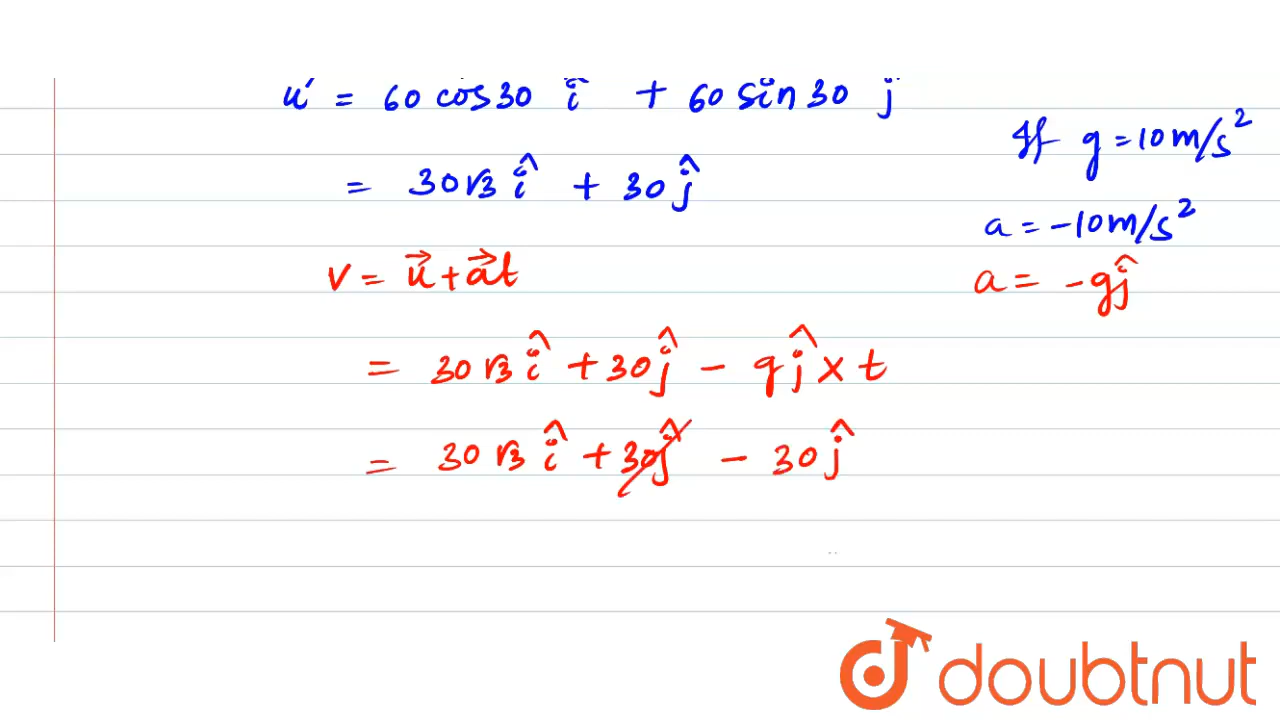 u⃗ = 60 cos30 î + 60 sin 30 ĵ
If g = 10 m/s²
= 30√3 î + 30 ĵ
a = -10 m/s²
v = u⃗ + a⃗t
a = -gĵ
= 30√3 î + 30ĵ - gĵ × t
= 30√3 î + 30ĵ - 30ĵ
doubtnut